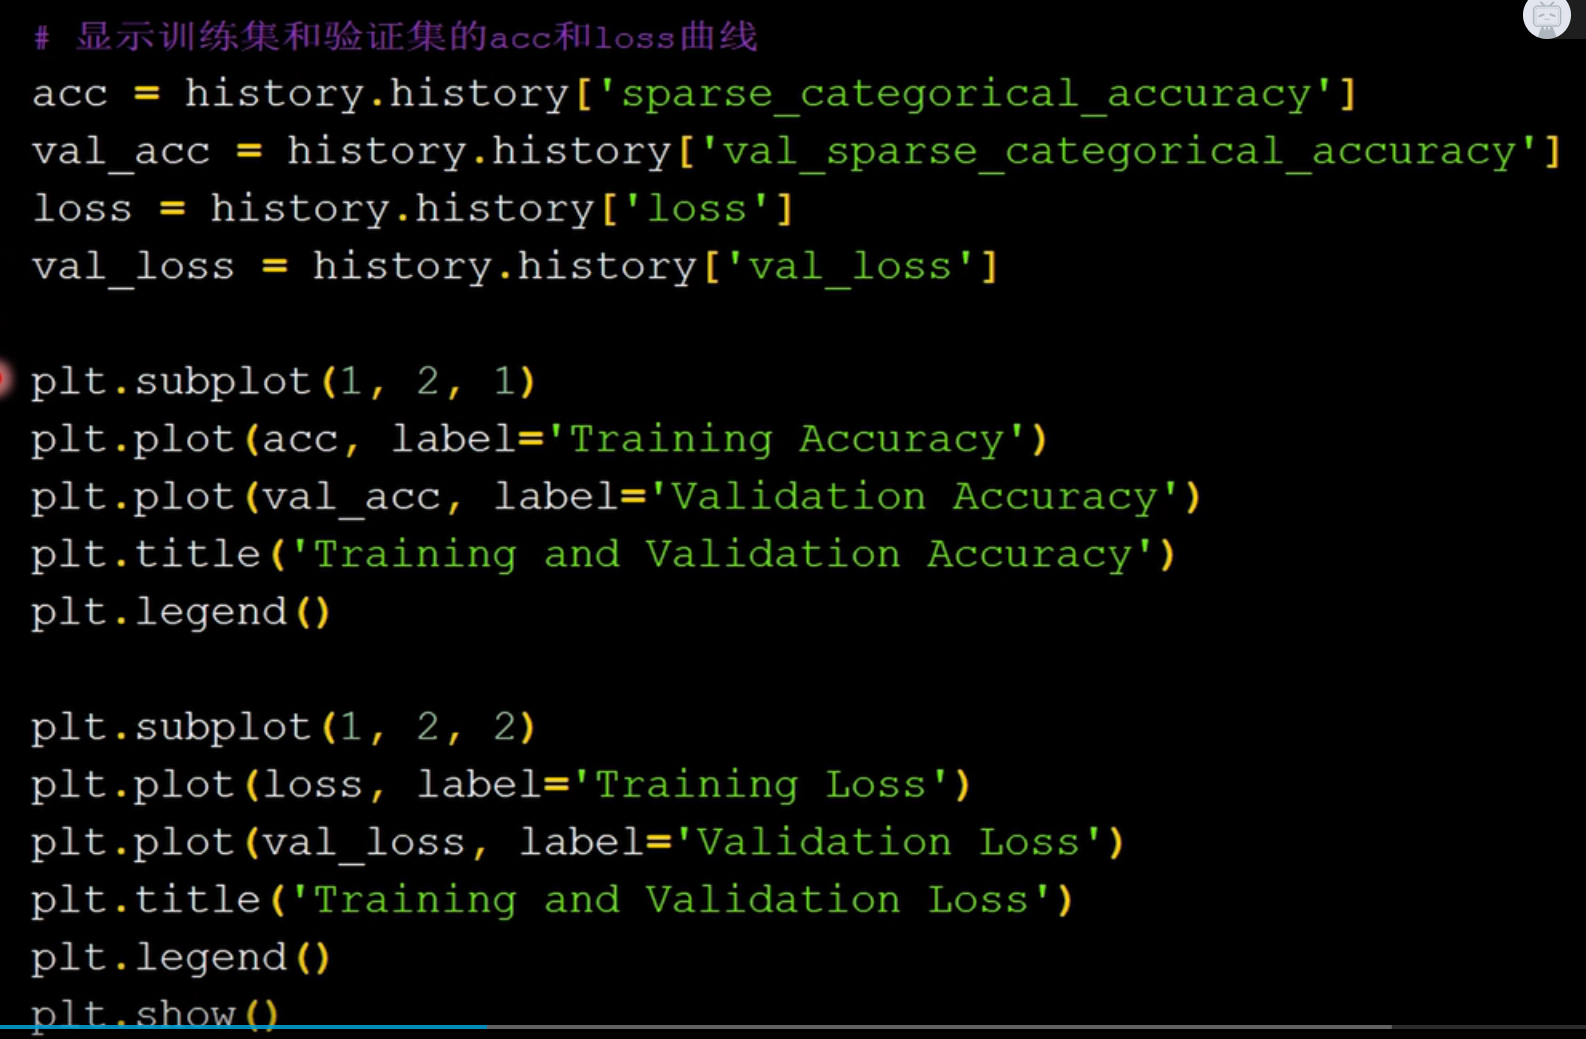 # 显示训练集和验证集的acc和loss曲线
acc = history.history['sparse_categorical_accuracy']
val_acc = history.history['val_sparse_categorical_accuracy']
loss = history.history['loss']
val_loss = history.history['val_loss']
plt.subplot(1, 2, 1)
plt.plot(acc, label='Training Accuracy')
plt.plot(val_acc, label='Validation Accuracy')
plt.title('Training and Validation Accuracy')
plt.legend()
plt.subplot(1, 2, 2)
plt.plot(loss, label='Training Loss')
plt.plot(val_loss, label='Validation Loss')
plt.title('Training and Validation Loss')
plt.legend()
plt.show()